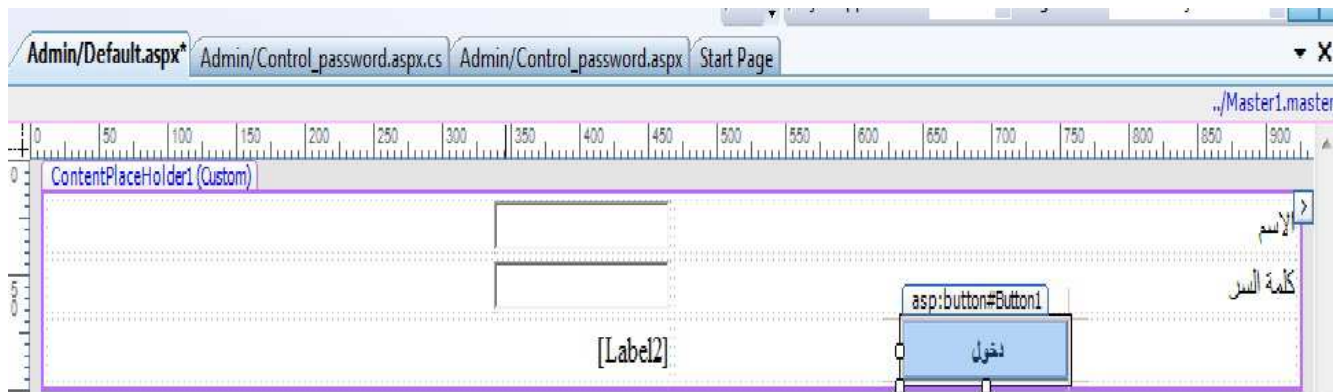 Admin/Default.aspx* Admin/Control_password.aspx.cs Admin/Control_password.aspx Start Page
../Master1.master
0 50 100 150 200 250 300 350 400 450 500 550 600 650 700 750 800 850 900
0
ContentPlaceHolder1 (Custom)
الاسم
كلمة السر
50
asp:button#Button1
دخول
[Label2]